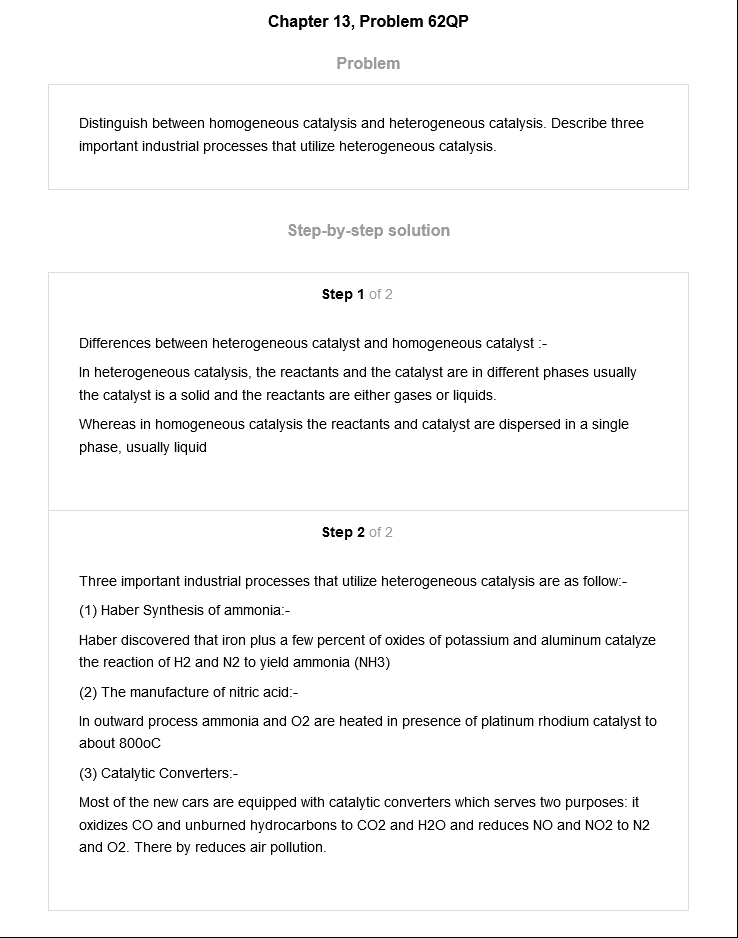 Chapter 13, Problem 62QP
Problem
Distinguish between homogeneous catalysis and heterogeneous catalysis. Describe three
important industrial processes that utilize heterogeneous catalysis.
Step-by-step solution
Step 1 of 2
Differences between heterogeneous catalyst and homogeneous catalyst :-
In heterogeneous catalysis, the reactants and the catalyst are in different phases usually
the catalyst is a solid and the reactants are either gases or liquids.
Whereas in homogeneous catalysis the reactants and catalyst are dispersed in a single
phase, usually liquid
Step 2 of 2
Three important industrial processes that utilize heterogeneous catalysis are as follow:-
(1) Haber Synthesis of ammonia:-
Haber discovered that iron plus a few percent of oxides of potassium and aluminum catalyze
the reaction of H2 and N2 to yield ammonia (NH3)
(2) The manufacture of nitric acid:-
In outward process ammonia and O2 are heated in presence of platinum rhodium catalyst to
about 800oC
(3) Catalytic Converters:-
Most of the new cars are equipped with catalytic converters which serves two purposes: it
oxidizes CO and unburned hydrocarbons to CO2 and H2O and reduces NO and NO2 to N2
and O2. There by reduces air pollution.